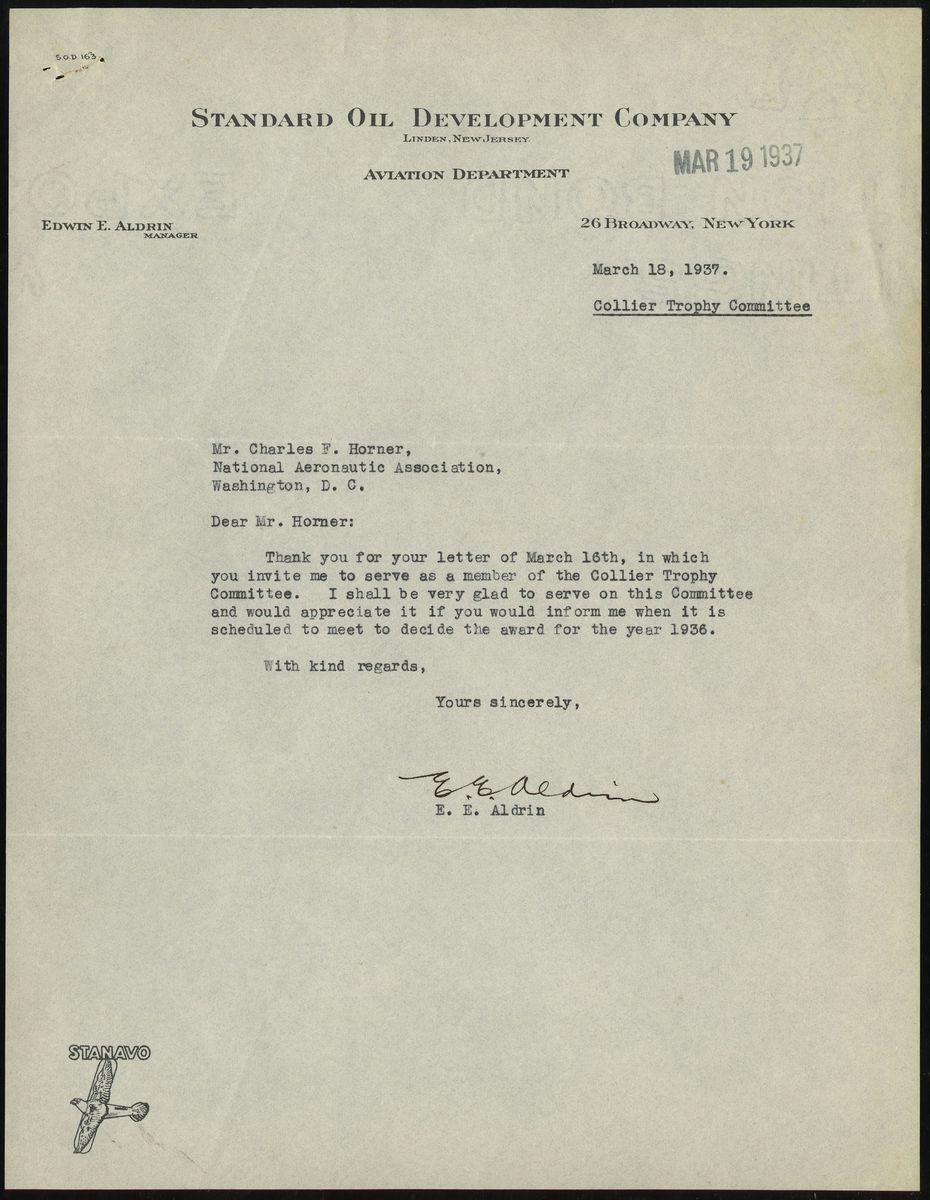 S.O.D. 163
STANDARD OIL DEVELOPMENT COMPANY
LINDEN, NEW JERSEY.
MAR 19 1937
AVIATION DEPARTMENT
EDWIN E. ALDRIN
MANAGER
26 BROADWAY, NEW YORK
March 18, 1937.
Collier Trophy Committee
Mr. Charles F. Horner,
National Aeronautic Association,
Washington, D. C.
Dear Mr. Horner:
Thank you for your letter of March 16th, in which
you invite me to serve as a member of the Collier Trophy
Committee. I shall be very glad to serve on this Committee
and would appreciate it if you would inform me when it is
scheduled to meet to decide the award for the year 1936.
With kind regards,
Yours sincerely,
E. E. Aldrin
E. E. Aldrin
STANAVO